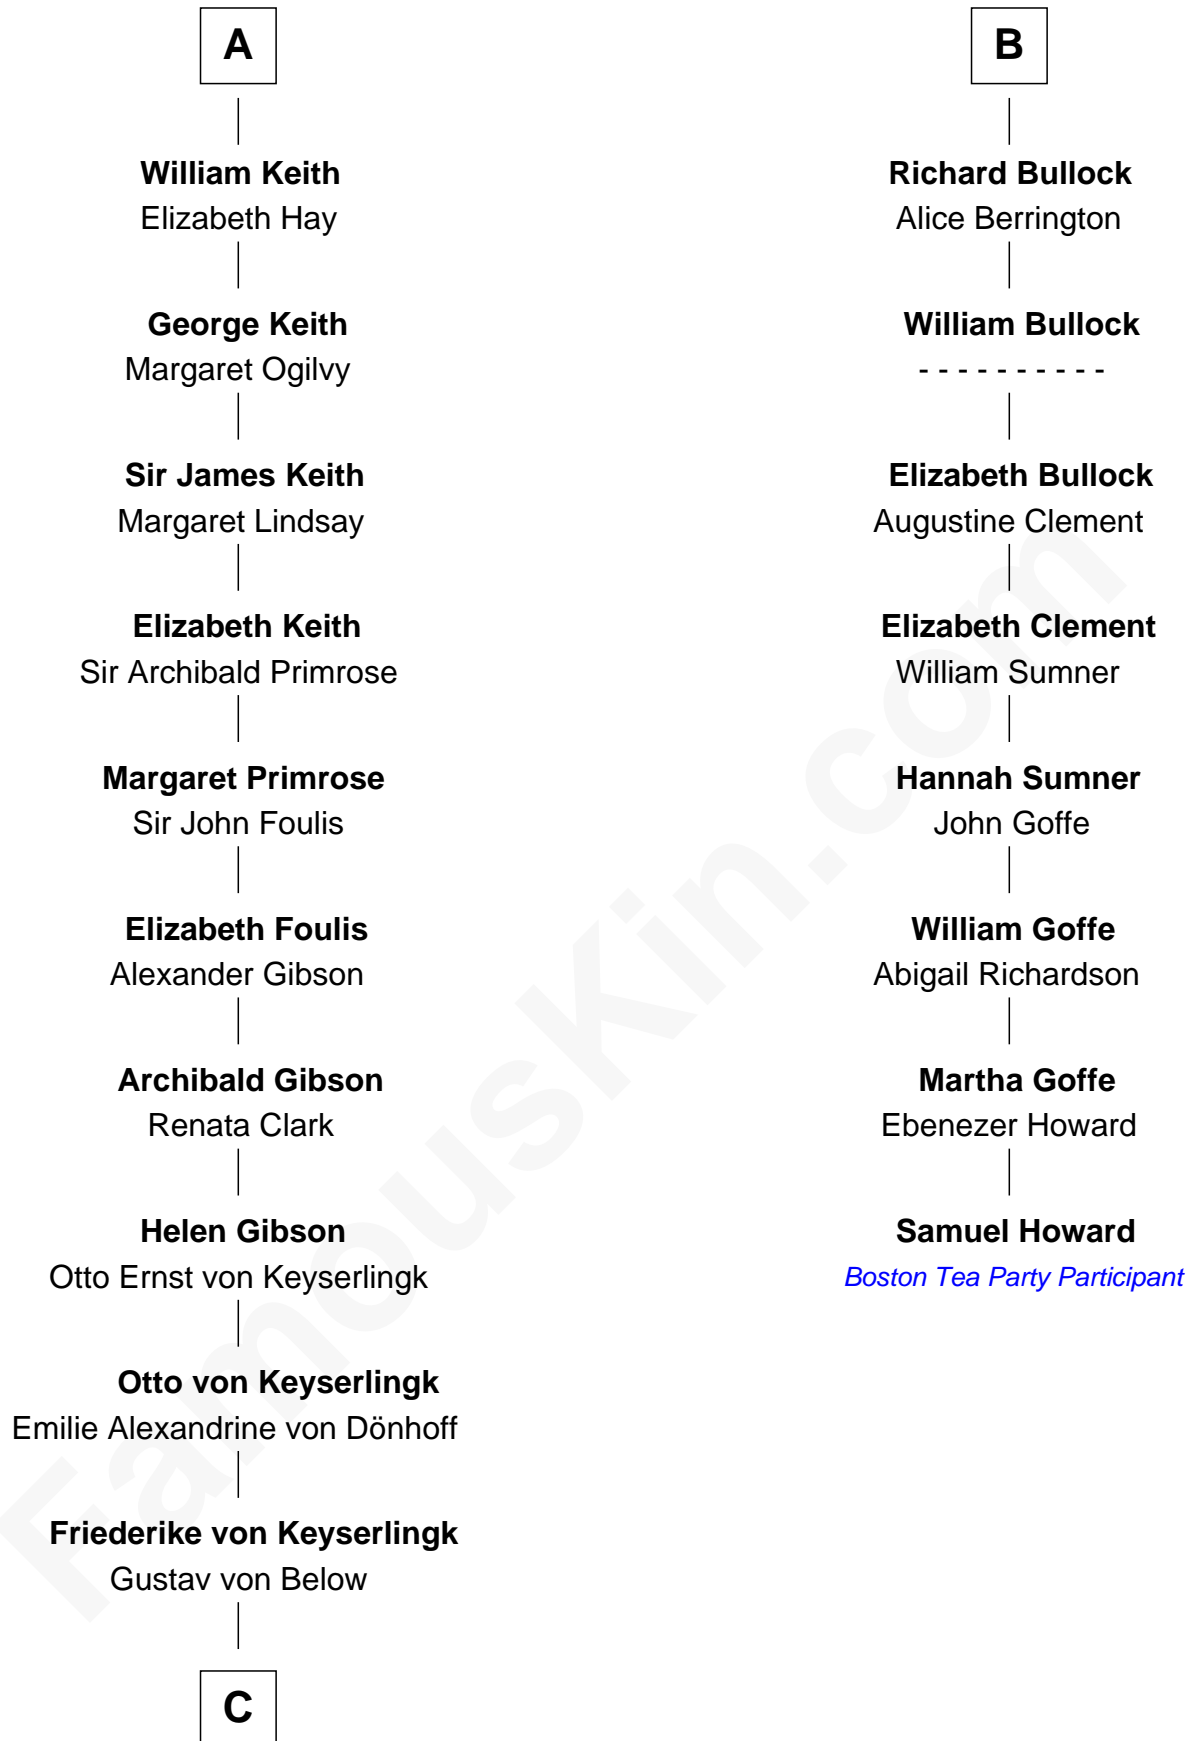 A
William Keith
Elizabeth Hay
George Keith
Margaret Ogilvy
Sir James Keith
Margaret Lindsay
Elizabeth Keith
Sir Archibald Primrose
Margaret Primrose
Sir John Foulis
Elizabeth Foulis
Alexander Gibson
Archibald Gibson
Renata Clark
Helen Gibson
Otto Ernst von Keyserlingk
Otto von Keyserlingk
Emilie Alexandrine von Dönhoff
Friederike von Keyserlingk
Gustav von Below
C
B
Richard Bullock
Alice Berrington
William Bullock
- - - - - - - - - -
Elizabeth Bullock
Augustine Clement
Elizabeth Clement
William Sumner
Hannah Sumner
John Goffe
William Goffe
Abigail Richardson
Martha Goffe
Ebenezer Howard
Samuel Howard
Boston Tea Party Participant
FamousKin.com